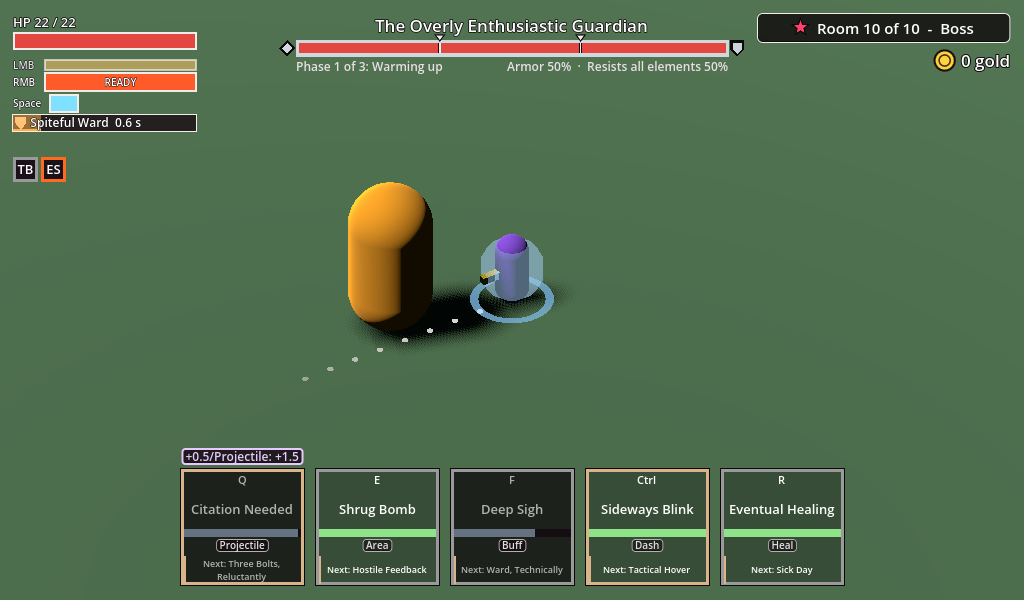 HP 22 / 22
The Overly Enthusiastic Guardian
Room 10 of 10 - Boss
Phase 1 of 3: Warming up
Armor 50% · Resists all elements 50%
0 gold
LMB
RMB
READY
Space
Spiteful Ward 0.6 s
TB
ES
+0.5/Projectile: +1.5
Q
Citation Needed
Projectile
Next: Three Bolts,
Reluctantly
E
Shrug Bomb
Area
Next: Hostile Feedback
F
Deep Sigh
Buff
Next: Ward, Technically
Ctrl
Sideways Blink
Dash
Next: Tactical Hover
R
Eventual Healing
Heal
Next: Sick Day